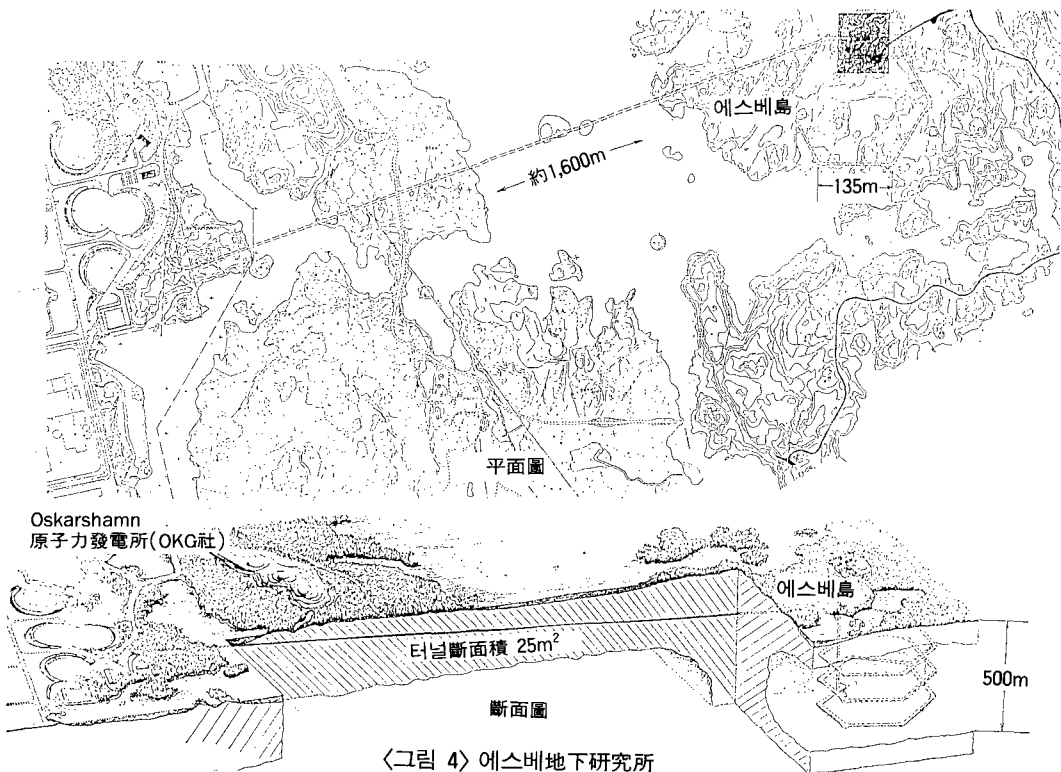 에스베島
約1,600m
135m
平面圖
Oskarshamn
原子力發電所(OKG社)
에스베島
터널斷面積 25m²
500m
斷面圖
〈그림 4〉 에스베地下硏究所